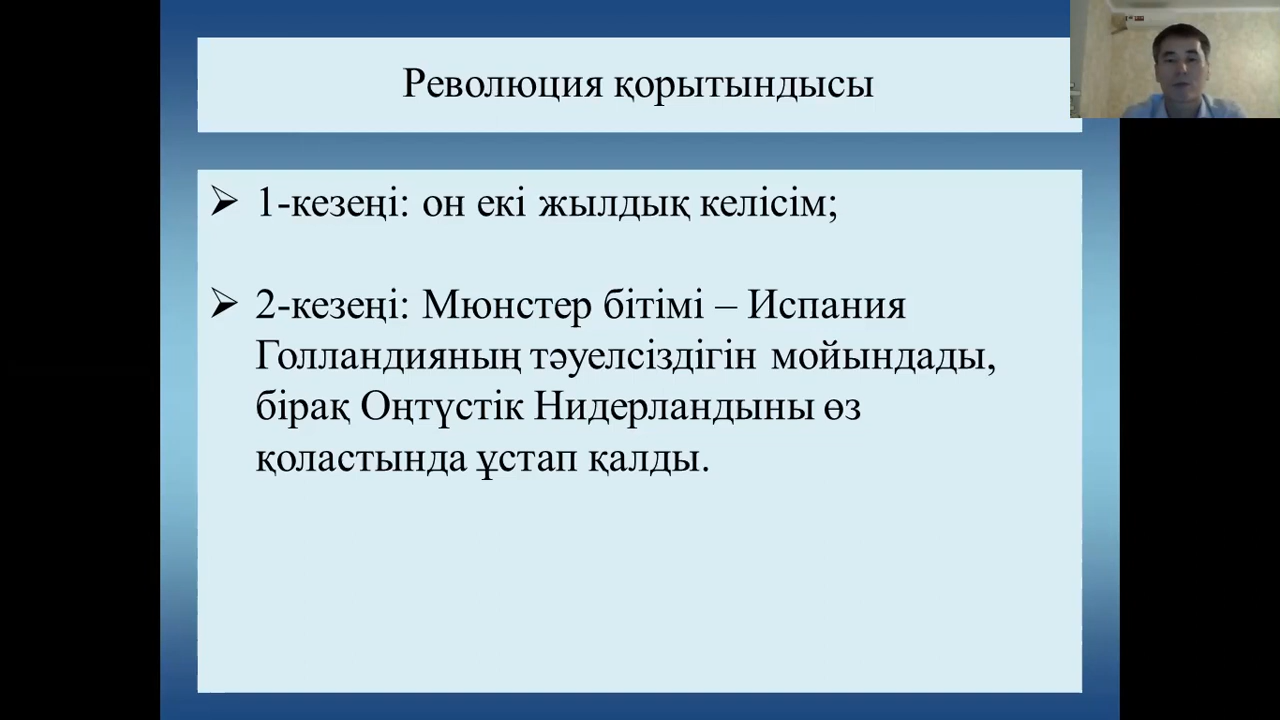 Революция қорытындысы
➢ 1-кезеңі: он екі жылдық келісім;
➢ 2-кезеңі: Мюнстер бітімі – Испания
Голландияның тәуелсіздігін мойындады,
бірақ Оңтүстік Нидерландыны өз
қоластында ұстап қалды.